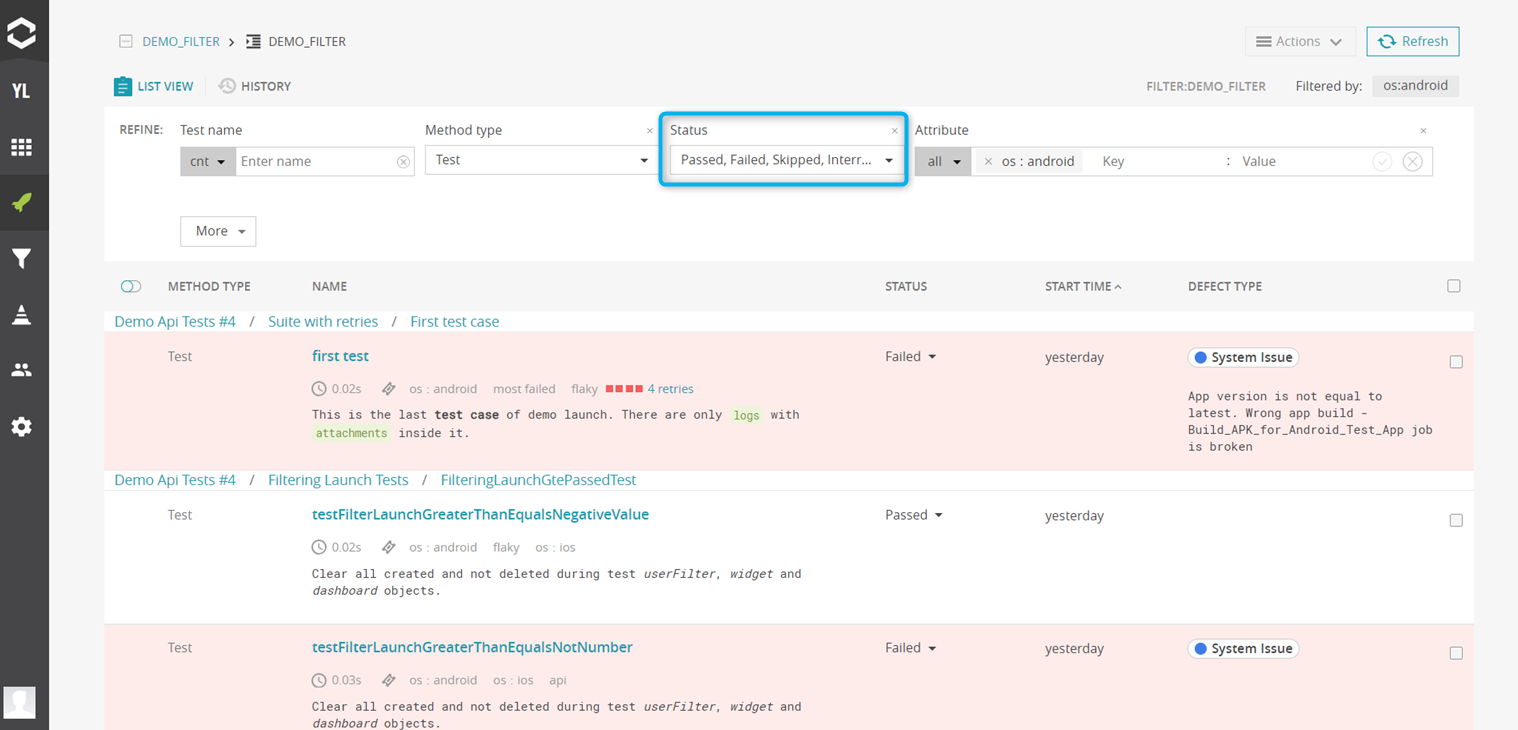 DEMO_FILTER > DEMO_FILTER
Actions
Refresh
YL
LIST VIEW
HISTORY
FILTER:DEMO_FILTER
Filtered by:
os:android
REFINE:
Test name
Method type
Status
Attribute
cnt
Enter name
Test
Passed, Failed, Skipped, Interr...
all
os : android
Key
:
Value
More
METHOD TYPE
NAME
STATUS
START TIME
DEFECT TYPE
Demo Api Tests #4 / Suite with retries / First test case
Test
first test
Failed
yesterday
System Issue
0.02s
os : android
most failed
flaky
4 retries
This is the last test case of demo launch. There are only logs with
attachments inside it.
App version is not equal to
latest. Wrong app build -
Build_APK_for_Android_Test_App job
is broken
Demo Api Tests #4 / Filtering Launch Tests / FilteringLaunchGtePassedTest
Test
testFilterLaunchGreaterThanEqualsNegativeValue
Passed
yesterday
0.02s
os : android
flaky
os : ios
Clear all created and not deleted during test userFilter, widget and
dashboard objects.
Test
testFilterLaunchGreaterThanEqualsNotNumber
Failed
yesterday
System Issue
0.03s
os : android
os : ios
api
Clear all created and not deleted during test userFilter, widget and
dashboard objects.